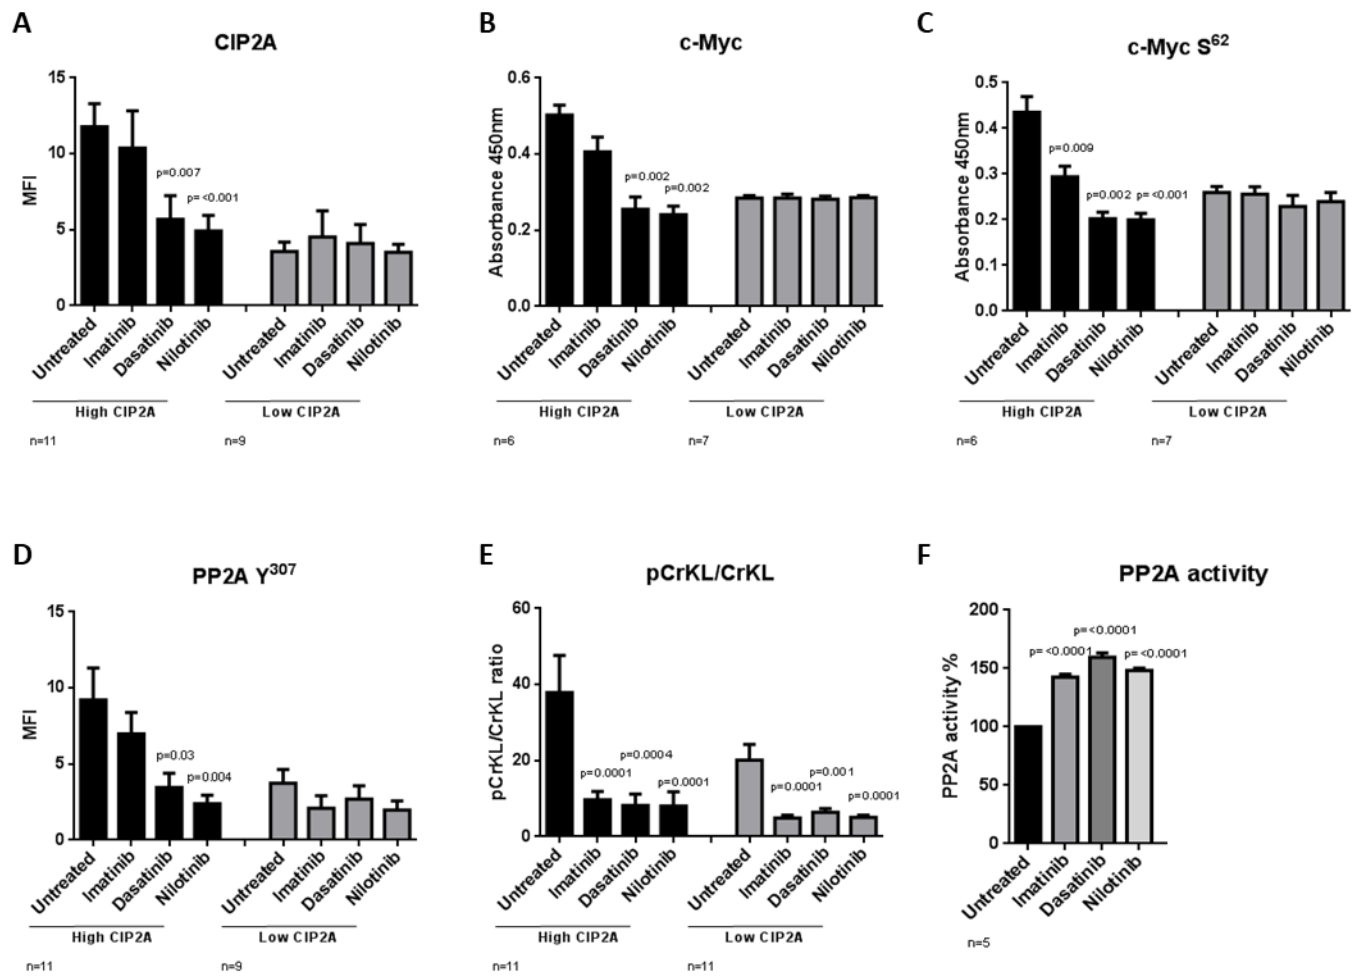 A
CIP2A
MFI
15
10
5
0
p=0.007
p=<0.001
Untreated
Imatinib
Dasatinib
Nilotinib
Untreated
Imatinib
Dasatinib
Nilotinib
High CIP2A
Low CIP2A
n=11
n=9
B
c-Myc
Absorbance 450nm
0.6
0.4
0.2
0.0
p=0.002
p=0.002
Untreated
Imatinib
Dasatinib
Nilotinib
Untreated
Imatinib
Dasatinib
Nilotinib
High CIP2A
Low CIP2A
n=6
n=7
C
c-Myc S62
Absorbance 450nm
0.5
0.4
0.3
0.2
0.1
0.0
p=0.009
p=0.002
p=<0.001
Untreated
Imatinib
Dasatinib
Nilotinib
Untreated
Imatinib
Dasatinib
Nilotinib
High CIP2A
Low CIP2A
n=6
n=7
D
PP2A Y307
MFI
15
10
5
0
p=0.03
p=0.004
Untreated
Imatinib
Dasatinib
Nilotinib
Untreated
Imatinib
Dasatinib
Nilotinib
High CIP2A
Low CIP2A
n=11
n=9
E
pCrKL/CrKL
pCrKL/CrKL ratio
60
40
20
0
p=0.0001
p=0.0004
p=0.0001
p=0.0001
p=0.001
p=0.0001
Untreated
Imatinib
Dasatinib
Nilotinib
Untreated
Imatinib
Dasatinib
Nilotinib
High CIP2A
Low CIP2A
n=11
n=11
F
PP2A activity
PP2A activity %
200
150
100
50
0
p=<0.0001
p=<0.0001
p=<0.0001
Untreated
Imatinib
Dasatinib
Nilotinib
n=5